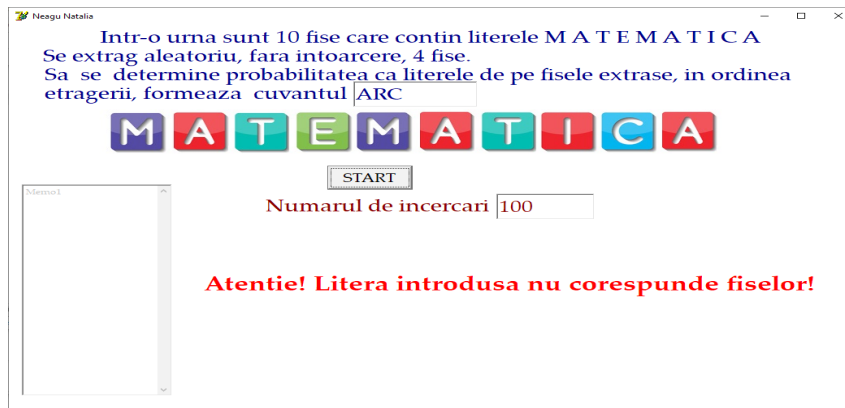 Neagu Natalia
Intr-o urna sunt 10 fise care contin literele M A T E M A T I C A
Se extrag aleatoriu, fara intoarcere, 4 fise.
Sa se determine probabilitatea ca literele de pe fisele extrase, in ordinea
etragerii, formeaza cuvantul ARC
M A T E M A T I C A
START
Memo1
Numarul de incercari 100
Atentie! Litera introdusa nu corespunde fiselor!